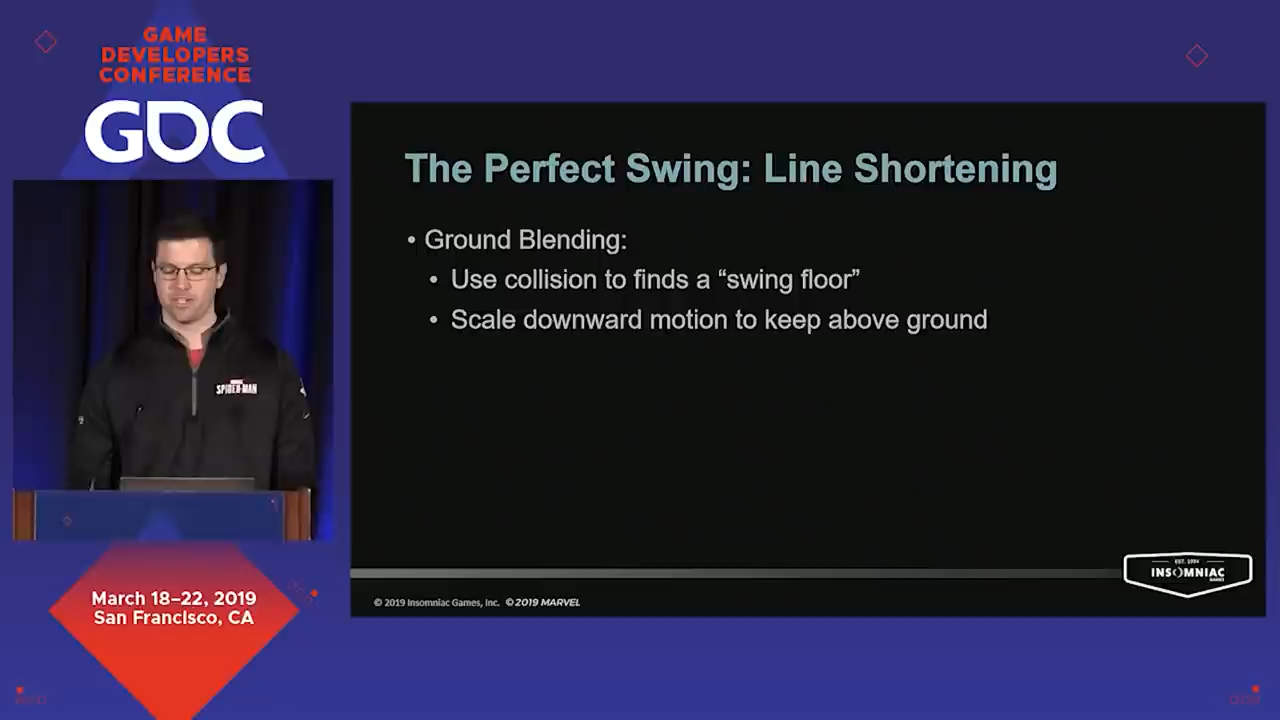 GAME
DEVELOPERS
CONFERENCE
GDC
The Perfect Swing: Line Shortening
• Ground Blending:
• Use collision to finds a “swing floor”
• Scale downward motion to keep above ground
SPIDER-MAN
March 18–22, 2019
San Francisco, CA
EST. 1994
INSOMNIAC
GAMES
© 2019 Insomniac Games, Inc. © 2019 MARVEL